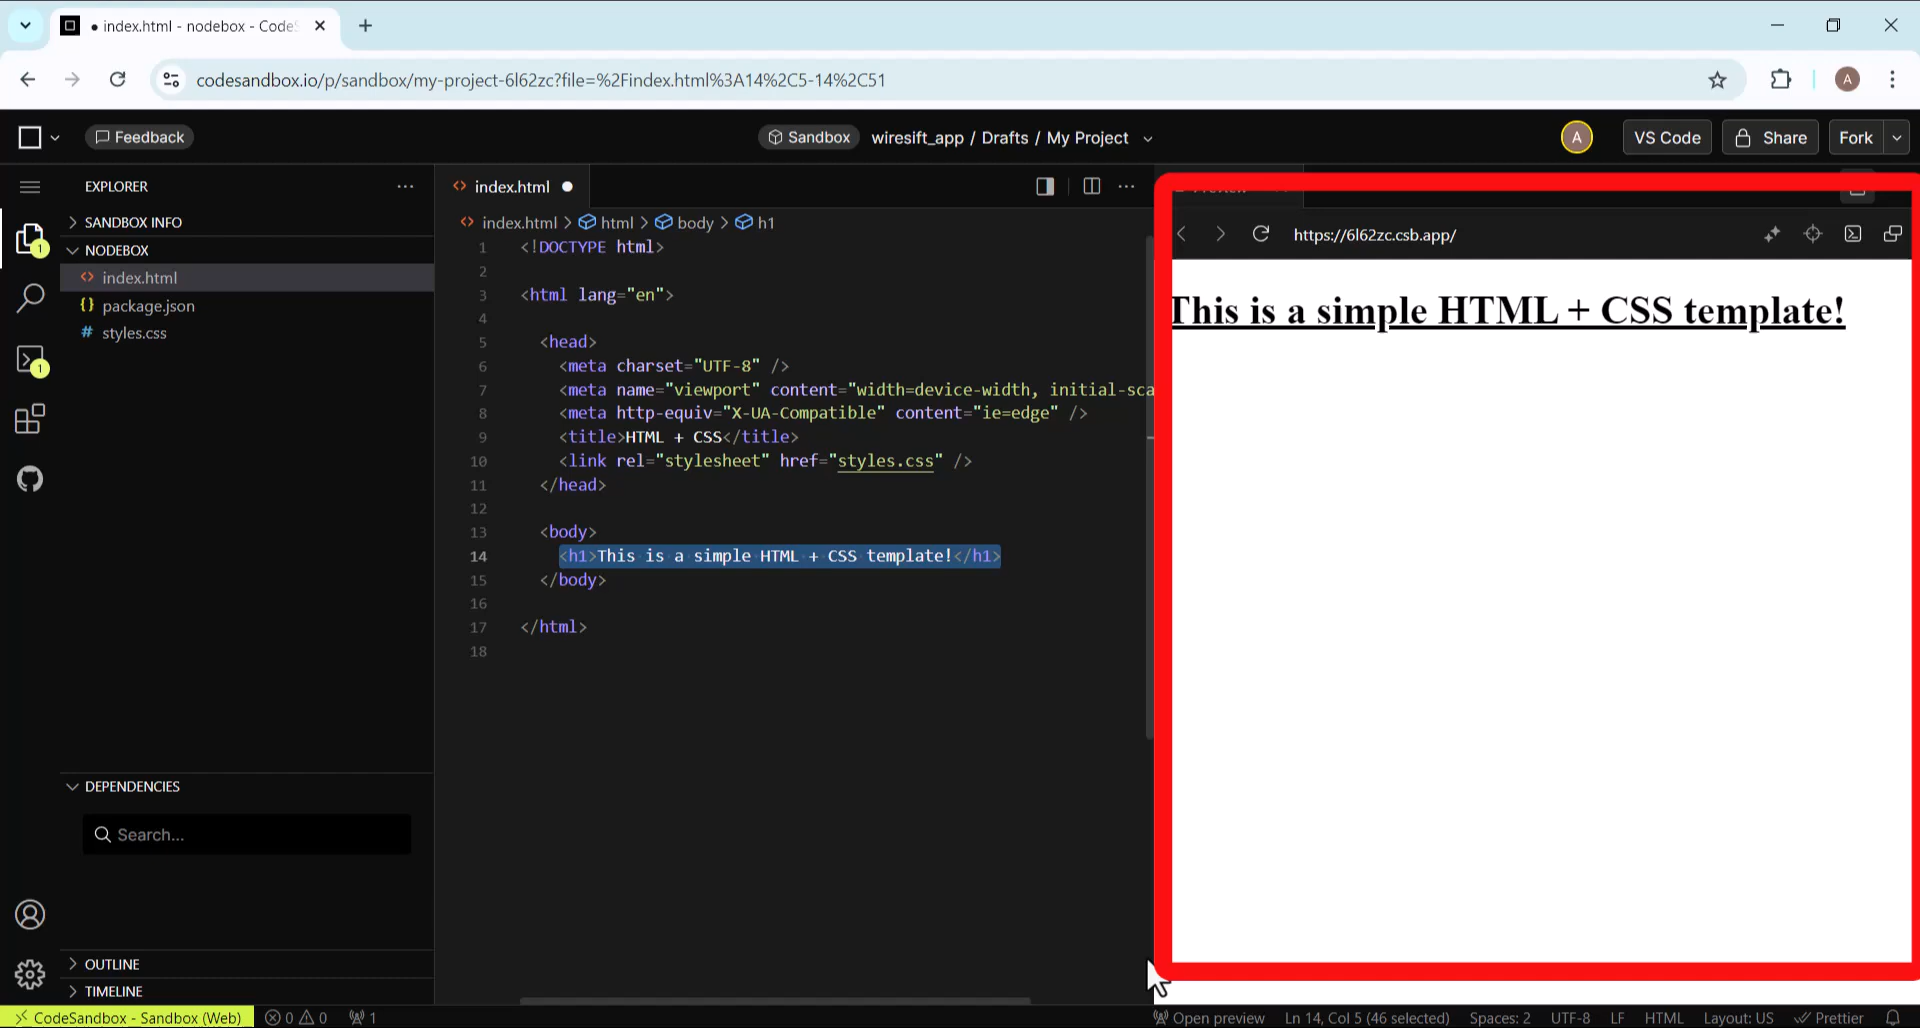 index.html - nodebox - Code
codesandbox.io/p/sandbox/my-project-6l62zc?file=%2Findex.html%3A14%2C5-14%2C51
A
Feedback
Sandbox
wiresift_app / Drafts / My Project
A
VS Code
Share
Fork
EXPLORER
SANDBOX INFO
NODEBOX
index.html
package.json
styles.css
1
1
DEPENDENCIES
Search...
OUTLINE
TIMELINE
index.html
index.html > html > body > h1
1 <!DOCTYPE html>
2
3 <html lang="en">
4
5 <head>
6 <meta charset="UTF-8" />
7 <meta name="viewport" content="width=device-width, initial-sca
8 <meta http-equiv="X-UA-Compatible" content="ie=edge" />
9 <title>HTML + CSS</title>
10 <link rel="stylesheet" href="styles.css" />
11 </head>
12
13 <body>
14 <h1>This is a simple HTML + CSS template!</h1>
15 </body>
16
17 </html>
18
https://6l62zc.csb.app/
This is a simple HTML + CSS template!
CodeSandbox - Sandbox (Web)
0 0
1
Open preview
Ln 14, Col 5 (46 selected)
Spaces: 2
UTF-8
LF
HTML
Layout: US
Prettier